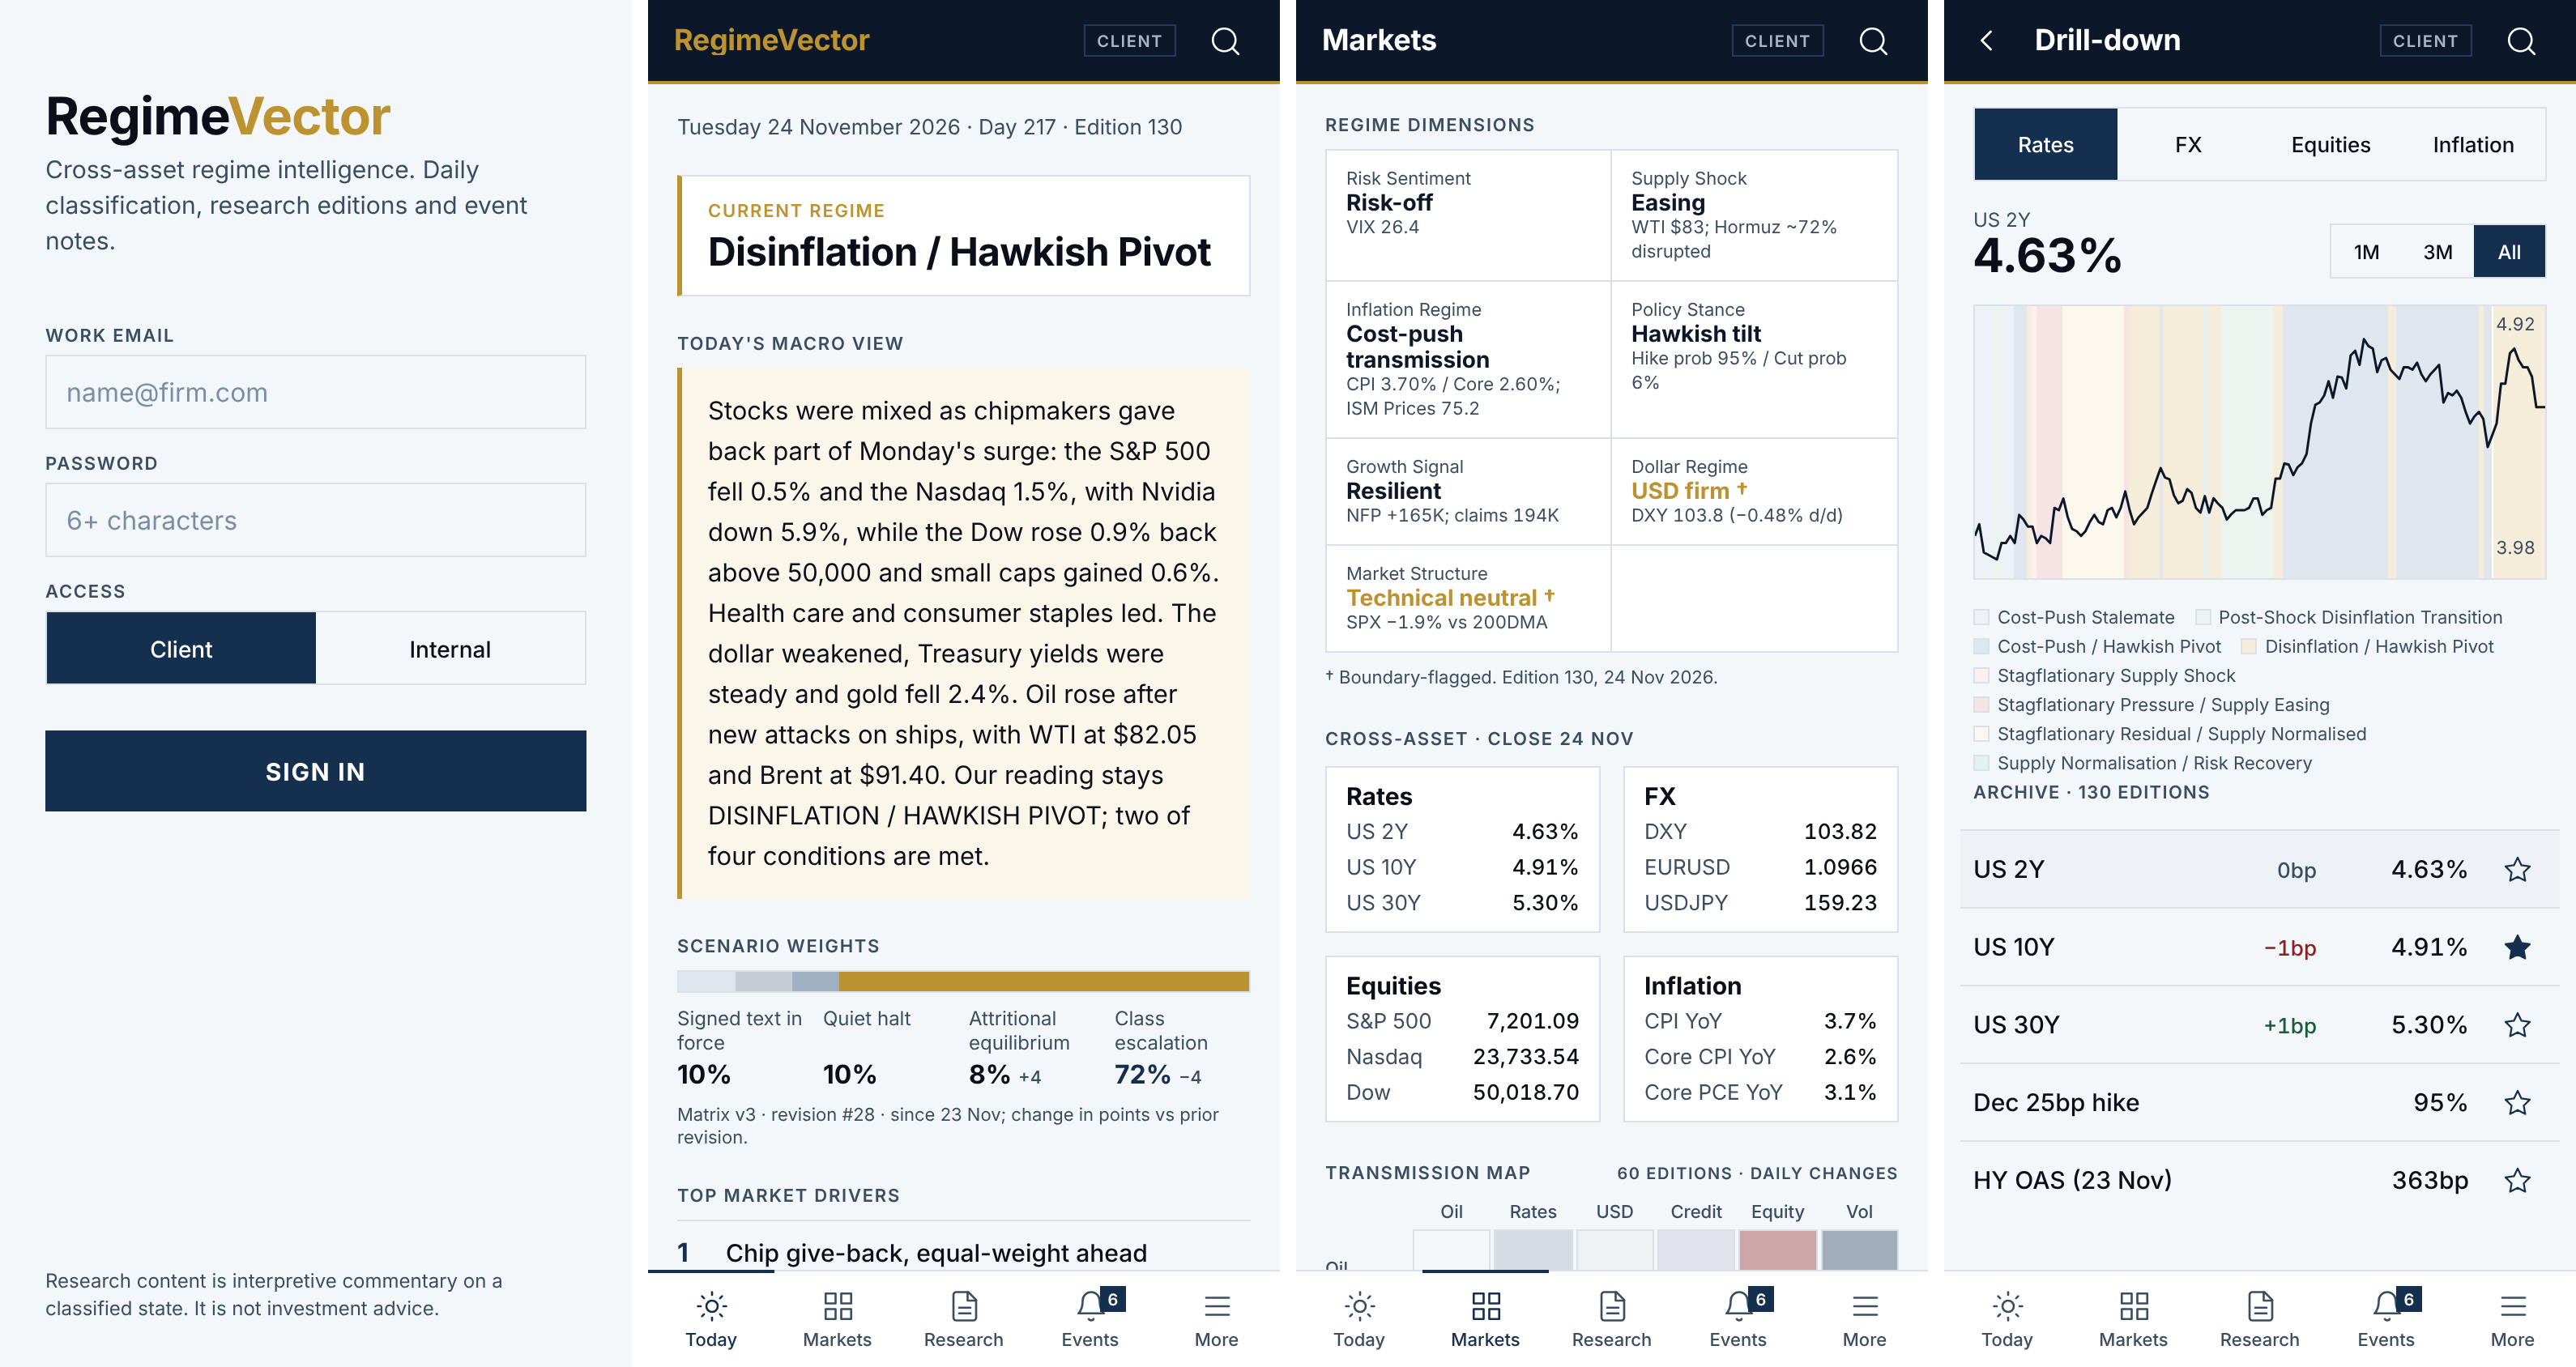 RegimeVector
Cross-asset regime intelligence. Daily
classification, research editions and event
notes.
WORK EMAIL
name@firm.com
PASSWORD
6+ characters
ACCESS
Client
Internal
SIGN IN
Research content is interpretive commentary on a
classified state. It is not investment advice.
RegimeVector
CLIENT
Tuesday 24 November 2026 · Day 217 · Edition 130
CURRENT REGIME
Disinflation / Hawkish Pivot
TODAY'S MACRO VIEW
Stocks were mixed as chipmakers gave
back part of Monday's surge: the S&P 500
fell 0.5% and the Nasdaq 1.5%, with Nvidia
down 5.9%, while the Dow rose 0.9% back
above 50,000 and small caps gained 0.6%.
Health care and consumer staples led. The
dollar weakened, Treasury yields were
steady and gold fell 2.4%. Oil rose after
new attacks on ships, with WTI at $82.05
and Brent at $91.40. Our reading stays
DISINFLATION / HAWKISH PIVOT; two of
four conditions are met.
SCENARIO WEIGHTS
Signed text in
force
10%
Quiet halt
10%
Attritional
equilibrium
8% +4
Class
escalation
72% −4
Matrix v3 · revision #28 · since 23 Nov; change in points vs prior
revision.
TOP MARKET DRIVERS
1 Chip give-back, equal-weight ahead
Today
Markets
Research
6
Events
More
Markets
CLIENT
REGIME DIMENSIONS
Risk Sentiment
Risk-off
VIX 26.4
Supply Shock
Easing
WTI $83; Hormuz ~72%
disrupted
Inflation Regime
Cost-push
transmission
CPI 3.70% / Core 2.60%;
ISM Prices 75.2
Policy Stance
Hawkish tilt
Hike prob 95% / Cut prob
6%
Growth Signal
Resilient
NFP +165K; claims 194K
Dollar Regime
USD firm †
DXY 103.8 (−0.48% d/d)
Market Structure
Technical neutral †
SPX −1.9% vs 200DMA
† Boundary-flagged. Edition 130, 24 Nov 2026.
CROSS-ASSET · CLOSE 24 NOV
Rates
US 2Y 4.63%
US 10Y 4.91%
US 30Y 5.30%
FX
DXY 103.82
EURUSD 1.0966
USDJPY 159.23
Equities
S&P 500 7,201.09
Nasdaq 23,733.54
Dow 50,018.70
Inflation
CPI YoY 3.7%
Core CPI YoY 2.6%
Core PCE YoY 3.1%
TRANSMISSION MAP
60 EDITIONS · DAILY CHANGES
Oil Rates USD Credit Equity Vol
Oil
Today
Markets
Research
6
Events
More
Drill-down
CLIENT
Rates
FX
Equities
Inflation
US 2Y
4.63%
1M
3M
All
4.92
3.98
Cost-Push Stalemate
Post-Shock Disinflation Transition
Cost-Push / Hawkish Pivot
Disinflation / Hawkish Pivot
Stagflationary Supply Shock
Stagflationary Pressure / Supply Easing
Stagflationary Residual / Supply Normalised
Supply Normalisation / Risk Recovery
ARCHIVE · 130 EDITIONS
US 2Y 0bp 4.63%
US 10Y −1bp 4.91%
US 30Y +1bp 5.30%
Dec 25bp hike 95%
HY OAS (23 Nov) 363bp
Today
Markets
Research
6
Events
More